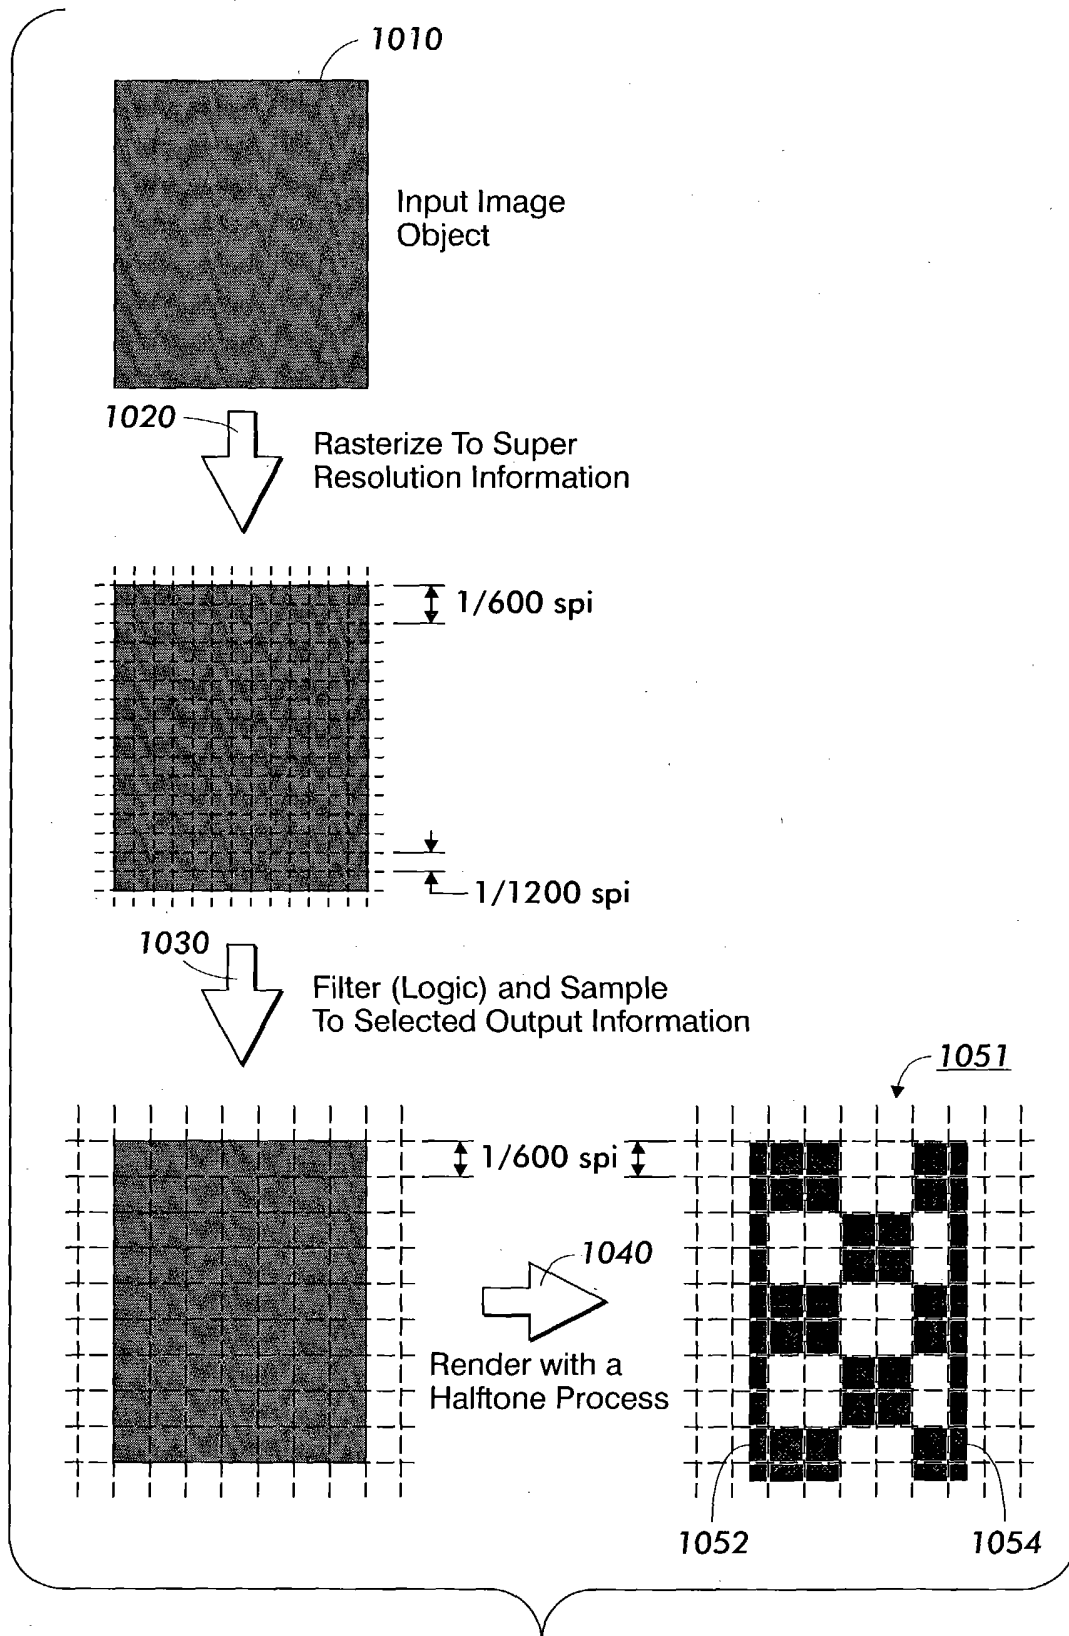 1010
Input Image
Object
1020
Rasterize To Super
Resolution Information
1/600 spi
1/1200 spi
1030
Filter (Logic) and Sample
To Selected Output Information
1051
1/600 spi
1040
Render with a
Halftone Process
1052
1054